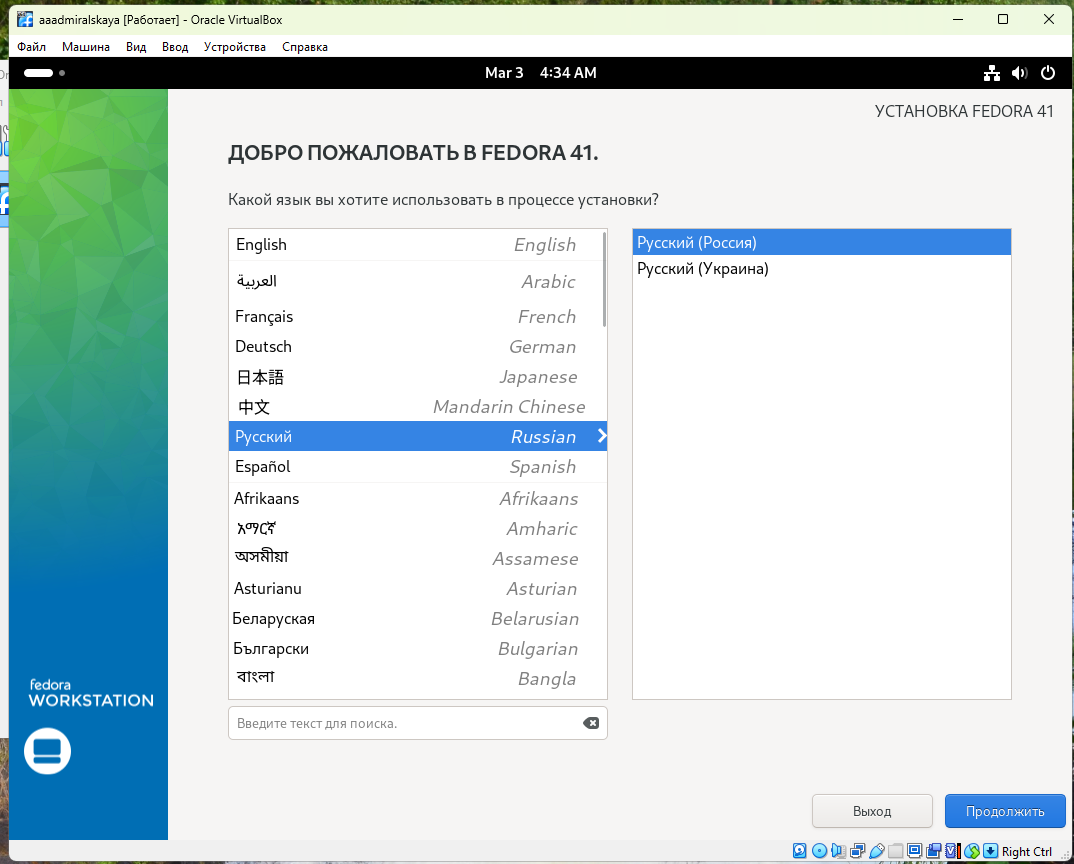 aaadmiralskaya [Работает] - Oracle VirtualBox
Файл Машина Вид Ввод Устройства Справка
Mar 3 4:34 AM
УСТАНОВКА FEDORA 41
ДОБРО ПОЖАЛОВАТЬ В FEDORA 41.
Какой язык вы хотите использовать в процессе установки?
English English
العربية Arabic
Français French
Deutsch German
日本語 Japanese
中文 Mandarin Chinese
Русский Russian
Español Spanish
Afrikaans Afrikaans
አማርኛ Amharic
অসমীয়া Assamese
Asturianu Asturian
Беларуская Belarusian
Български Bulgarian
বাংলা Bangla
Русский (Россия)
Русский (Украина)
Введите текст для поиска.
fedora
WORKSTATION
Выход Продолжить
Right Ctrl